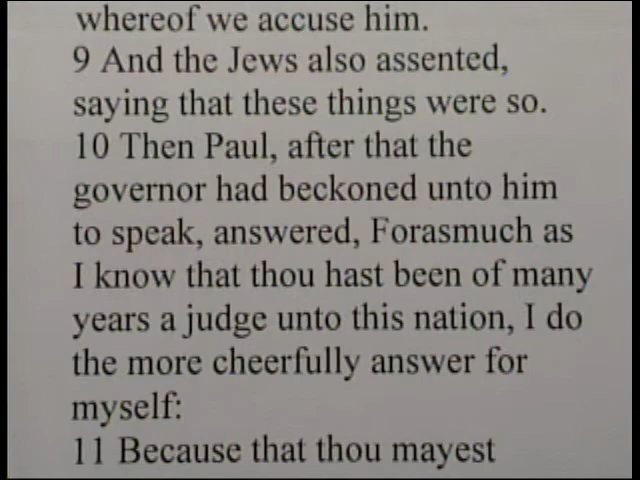 whereof we accuse him.
9 And the Jews also assented,
saying that these things were so.
10 Then Paul, after that the
governor had beckoned unto him
to speak, answered, Forasmuch as
I know that thou hast been of many
years a judge unto this nation, I do
the more cheerfully answer for
myself:
11 Because that thou mayest